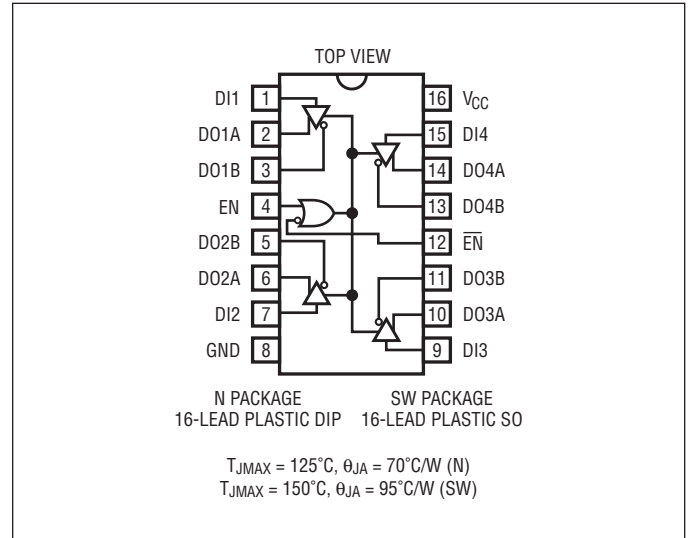 TOP VIEW
DI1 1
DO1A 2
DO1B 3
EN 4
DO2B 5
DO2A 6
DI2 7
GND 8
16 VCC
15 DI4
14 DO4A
13 DO4B
12 E̅N̅
11 DO3B
10 DO3A
9 DI3
N PACKAGE
16-LEAD PLASTIC DIP
SW PACKAGE
16-LEAD PLASTIC SO
TJMAX = 125°C, θJA = 70°C/W (N)
TJMAX = 150°C, θJA = 95°C/W (SW)